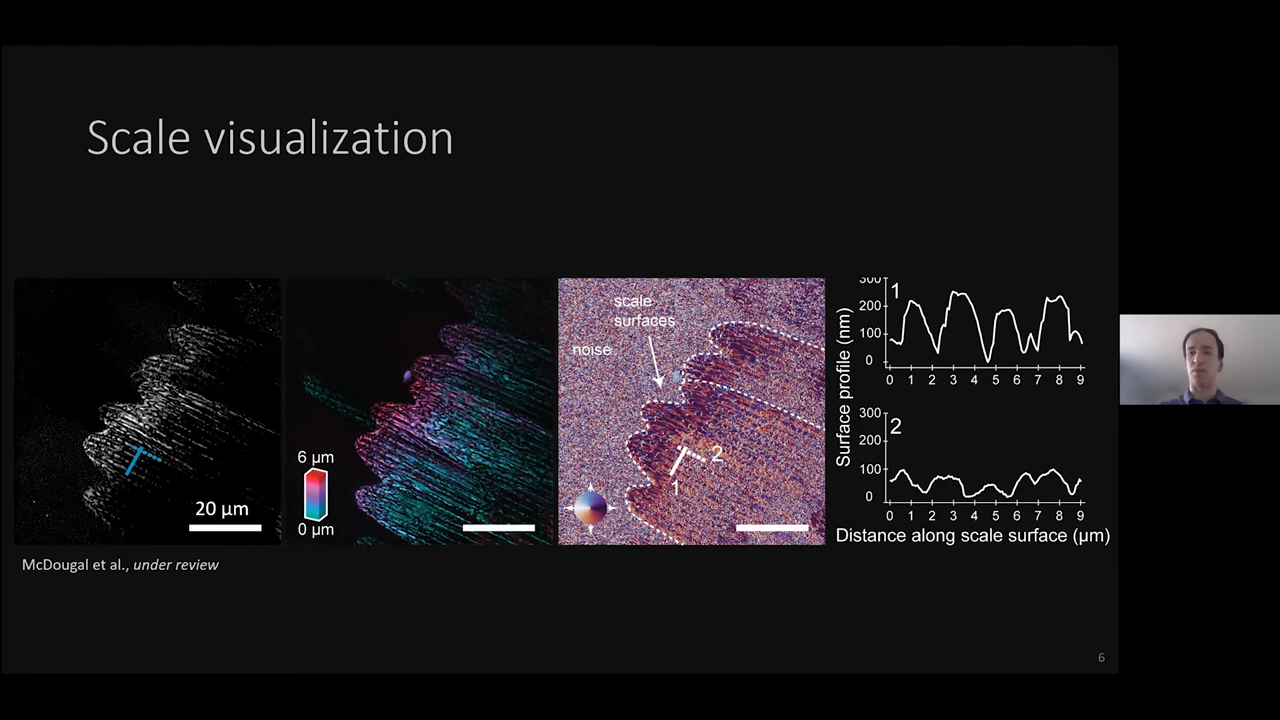 Scale visualization
20 µm
McDougal et al., under review
6 µm
0 µm
scale
surfaces
noise
1
2
Surface profile (nm)
300
200
100
0
1
0 1 2 3 4 5 6 7 8 9
300
200
100
0
2
0 1 2 3 4 5 6 7 8 9
Distance along scale surface (µm)
6